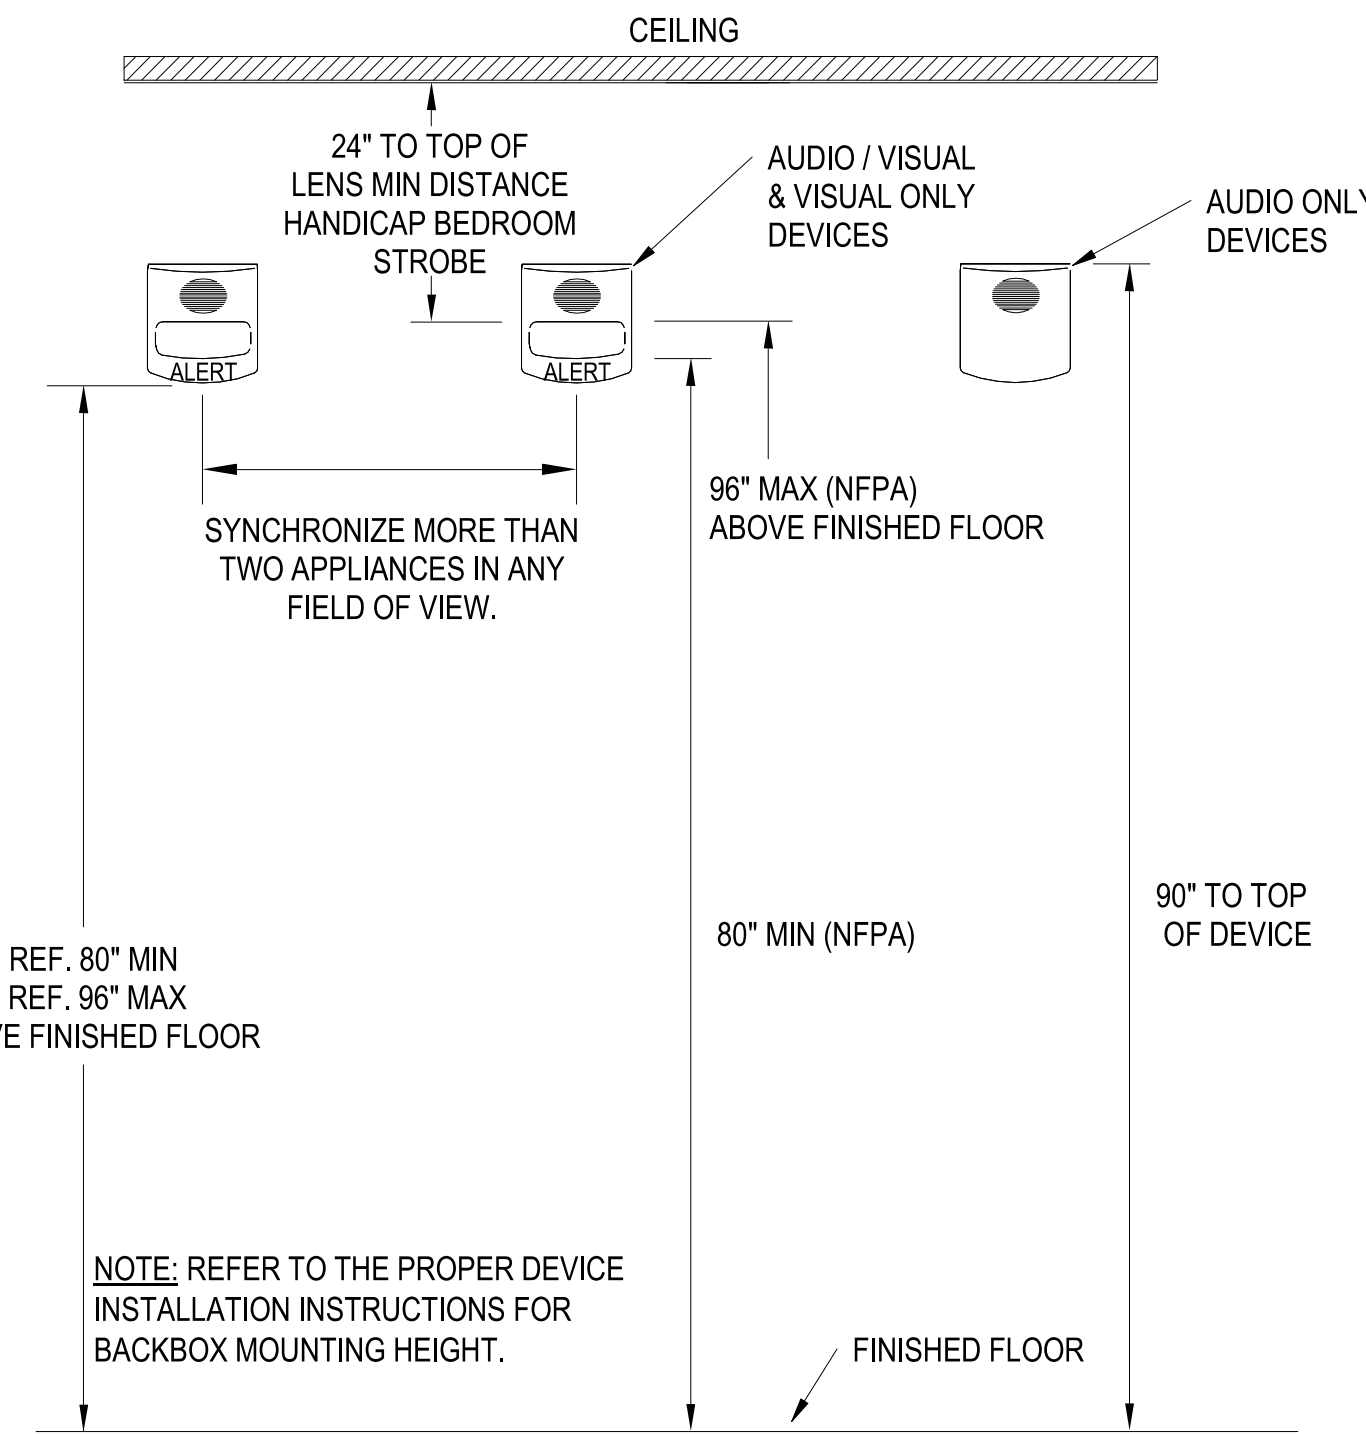 CEILING
24" TO TOP OF
LENS MIN DISTANCE
HANDICAP BEDROOM
STROBE
AUDIO / VISUAL
& VISUAL ONLY
DEVICES
AUDIO ONLY
DEVICES
ALERT
ALERT
96" MAX (NFPA)
ABOVE FINISHED FLOOR
SYNCHRONIZE MORE THAN
TWO APPLIANCES IN ANY
FIELD OF VIEW.
90" TO TOP
OF DEVICE
80" MIN (NFPA)
REF. 80" MIN
REF. 96" MAX
FINISHED FLOOR
NOTE: REFER TO THE PROPER DEVICE
INSTALLATION INSTRUCTIONS FOR
BACKBOX MOUNTING HEIGHT.
FINISHED FLOOR